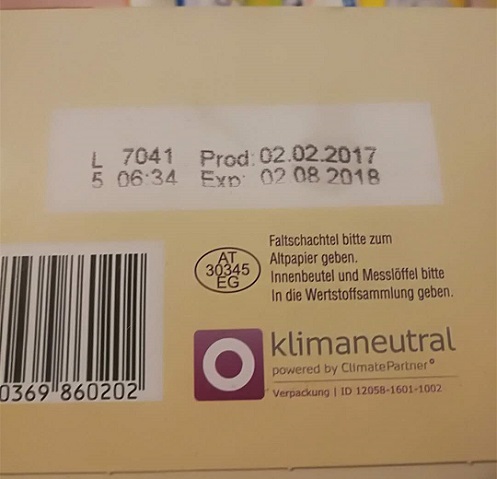 L 7041 Prod: 02.02.2017
5 06:34 Exp: 02 08 2018
AT
30345
EG
Faltschachtel bitte zum
Altpapier geben.
Innenbeutel und Messlöffel bitte
In die Wertstoffsammlung geben.
0369 860202
klimaneutral
powered by ClimatePartner°
Verpackung | ID 12058-1601-1002